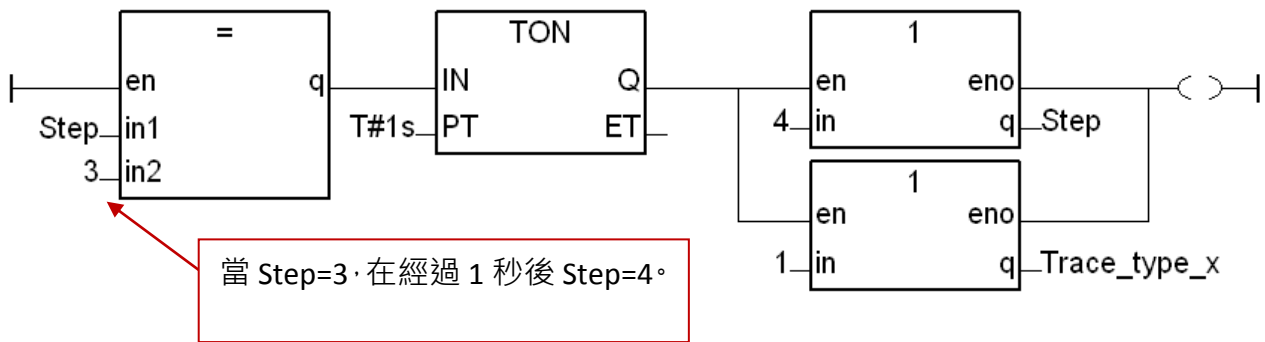 = TON 1
en q IN Q en eno
Step in1 T#1s PT ET 4 in q Step
3 in2 1
en eno
1 in q Trace_type_x
當 Step=3,在經過 1 秒後 Step=4。